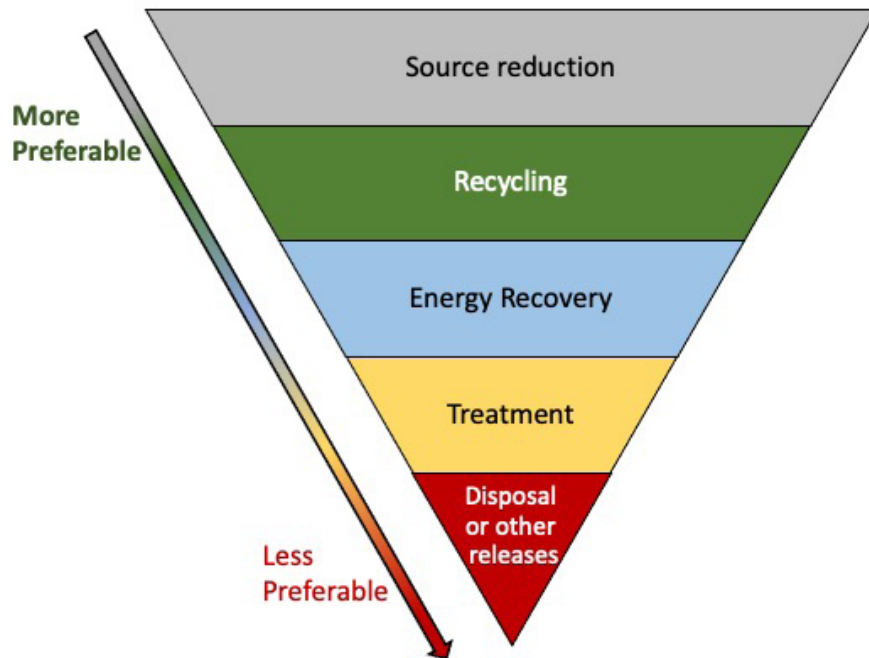 Source reduction
More
Preferable
Recycling
Energy Recovery
Treatment
Disposal
or other
releases
Less
Preferable